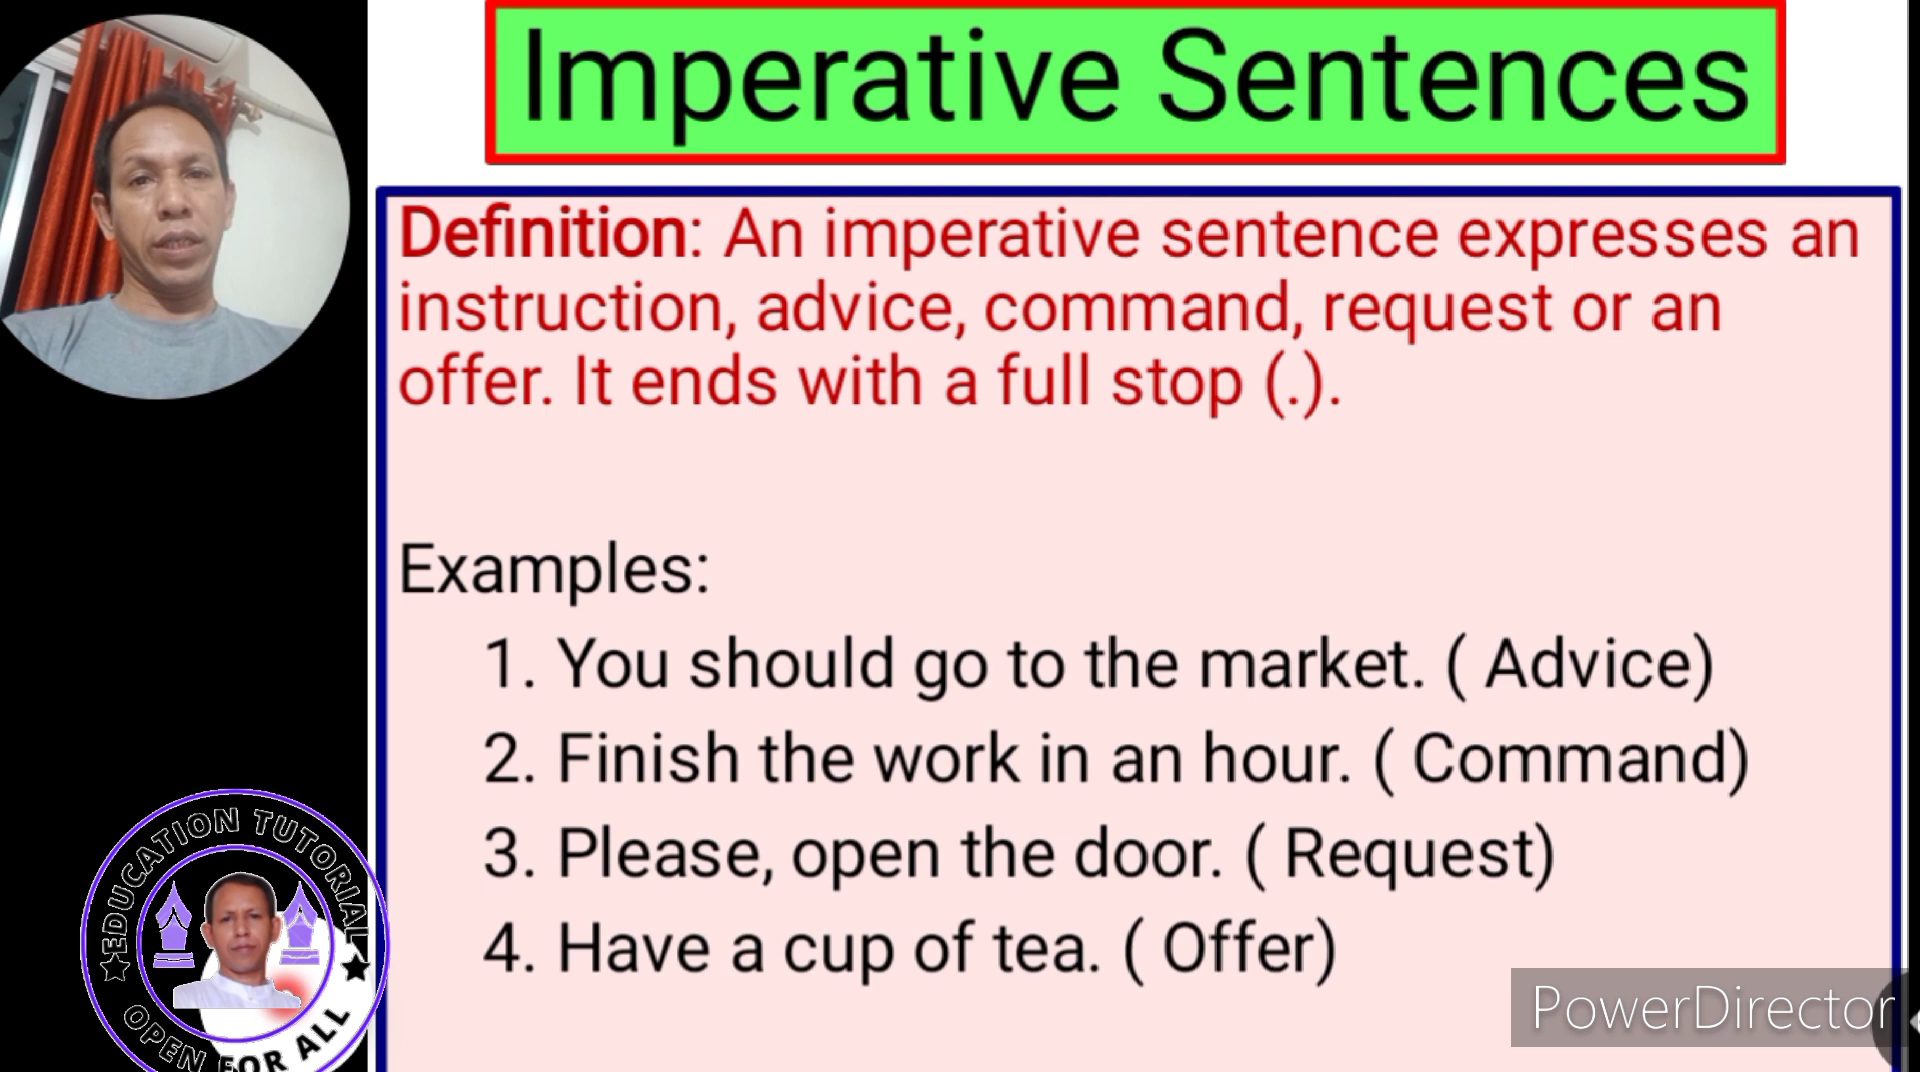 Imperative Sentences
Definition: An imperative sentence expresses an
instruction, advice, command, request or an
offer. It ends with a full stop (.).
Examples:
1. You should go to the market. ( Advice)
2. Finish the work in an hour. ( Command)
3. Please, open the door. ( Request)
4. Have a cup of tea. ( Offer)
EDUCATION TUTORIAL
OPEN FOR ALL
PowerDirector